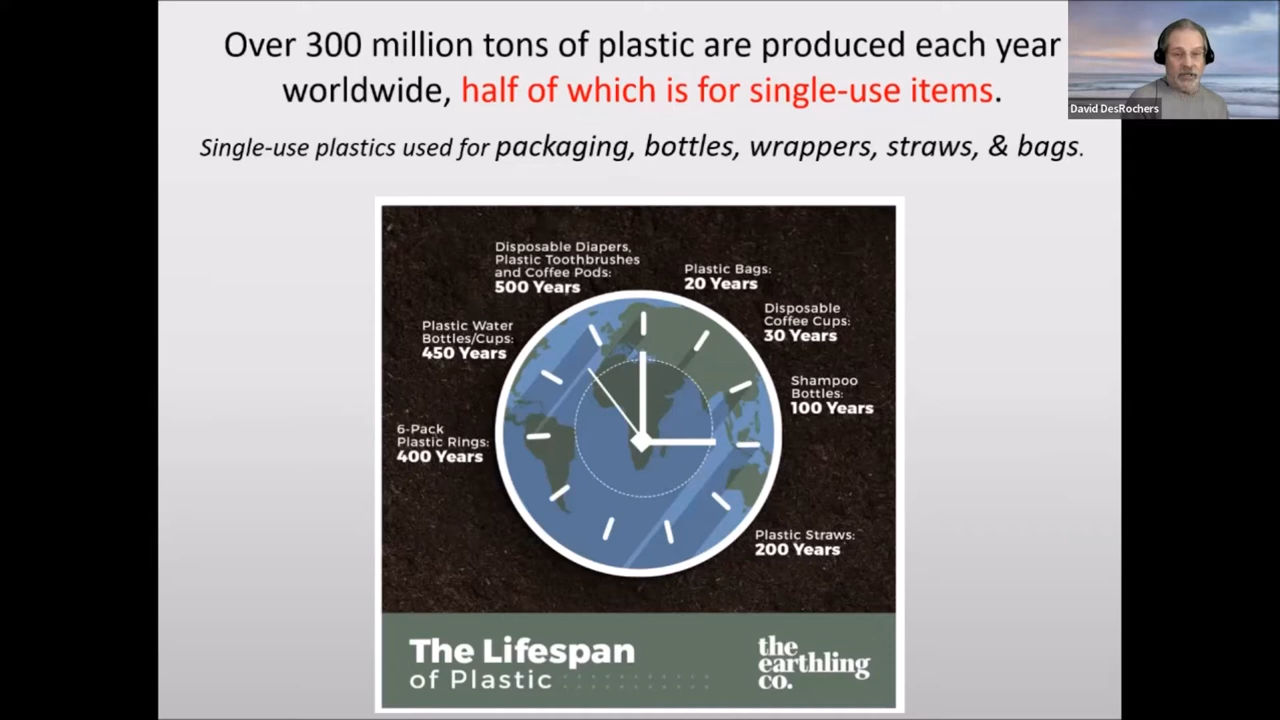 Over 300 million tons of plastic are produced each year
worldwide, half of which is for single-use items.
Single-use plastics used for packaging, bottles, wrappers, straws, & bags.
David DesRochers
Disposable Diapers,
Plastic Toothbrushes
and Coffee Pods:
500 Years
Plastic Bags:
20 Years
Disposable
Coffee Cups:
30 Years
Plastic Water
Bottles/Cups:
450 Years
Shampoo
Bottles:
100 Years
6-Pack
Plastic Rings:
400 Years
Plastic Straws:
200 Years
The Lifespan
of Plastic
the
earthling
co.